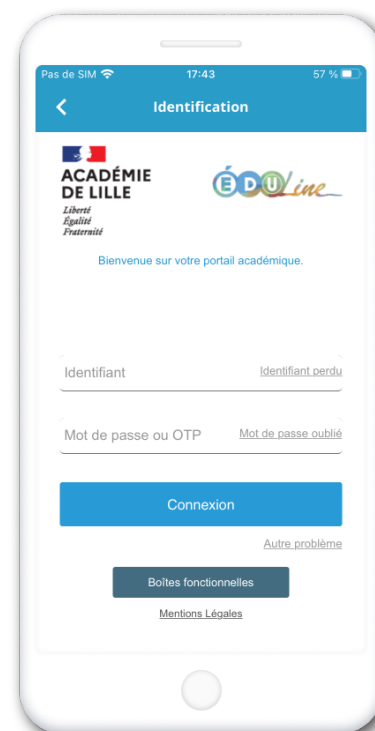 Pas de SIM 17:43 57 %
Identification
ACADÉMIE
DE LILLE
Liberté
Égalité
Fraternité
ÉDULine
Bienvenue sur votre portail académique.
Identifiant Identifiant perdu
Mot de passe ou OTP Mot de passe oublié
Connexion
Autre problème
Boîtes fonctionnelles
Mentions Légales